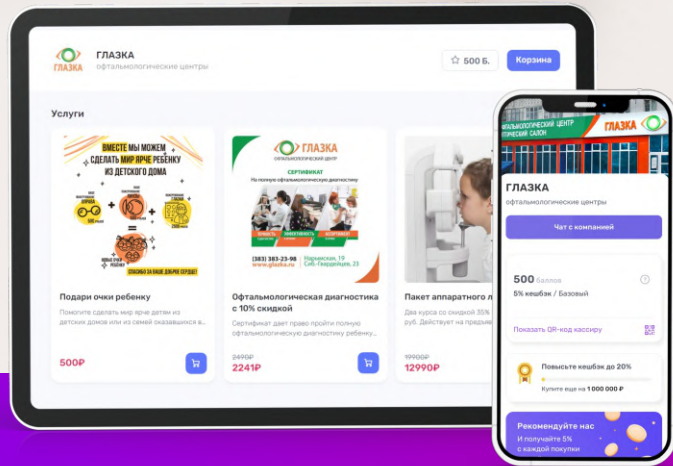 ГЛАЗКА
ГЛАЗКА
офтальмологические центры
500 Б.
Корзина
Услуги
ВМЕСТЕ МЫ МОЖЕМ
СДЕЛАТЬ МИР ЯРЧЕ РЕБЁНКУ
ИЗ ДЕТСКОГО ДОМА
СПАСИБО ЗА ВАШЕ ДОБРОЕ СЕРДЦЕ!
Подари очки ребенку
Помогите сделать мир ярче детям из
детских домов или из семей оказавшихся в...
500₽
ГЛАЗКА
ОФТАЛЬМОЛОГИЧЕСКИЙ ЦЕНТР
СЕРТИФИКАТ
На полную офтальмологическую диагностику
(383) 383-23-98
www.glazka.ru
Нарымская, 19
Сиб.-Гвардейцев, 23
Офтальмологическая диагностика
с 10% скидкой
Сертификат дает право пройти полную
офтальмологическую диагностику ребенку...
2490₽
2241₽
Пакет аппаратного л
Два курса со скидкой 35%
руб. Действует на предъяв
19900₽
12990₽
ОФТАЛЬМОЛОГИЧЕСКИЙ ЦЕНТР
ОПТИЧЕСКИЙ САЛОН
ГЛАЗКА
ГЛАЗКА
офтальмологические центры
Чат с компанией
500 баллов
5% кешбэк / Базовый
Показать QR-код кассиру
Повысьте кешбэк до 20%
Купите еще на 1 000 000 ₽
Рекомендуйте нас
И получайте 5%
с каждой покупки